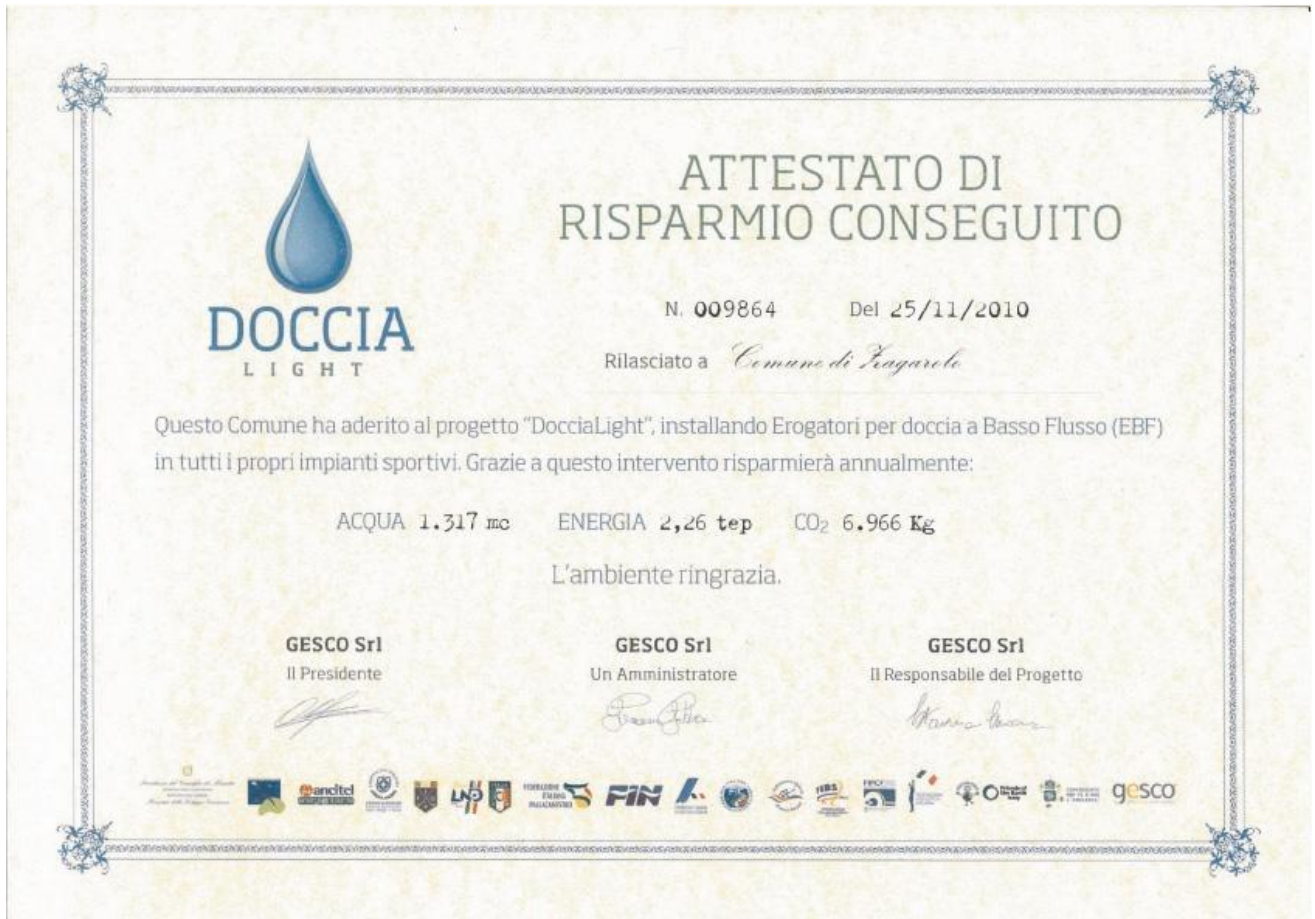 DOCCIA
LIGHT
ATTESTATO DI
RISPARMIO CONSEGUITO
N. 009864 Del 25/11/2010
Rilasciato a Comune di Zagarolo
Questo Comune ha aderito al progetto "DocciaLight", installando Erogatori per doccia a Basso Flusso (EBF)
in tutti i propri impianti sportivi. Grazie a questo intervento risparmierà annualmente:
ACQUA 1.317 mc ENERGIA 2,26 tep CO₂ 6.966 Kg
L'ambiente ringrazia.
GESCO Srl GESCO Srl GESCO Srl
Il Presidente Un Amministratore Il Responsabile del Progetto
ancitel LND FIN gesco